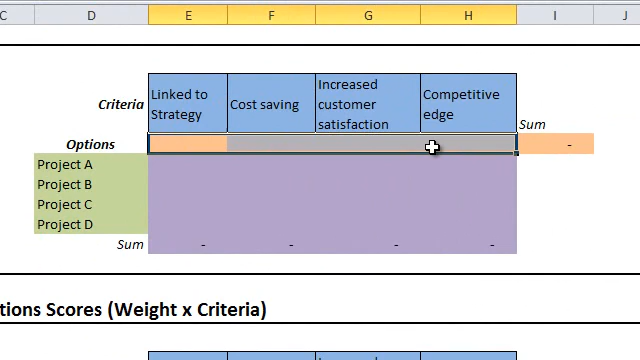 C D E F G H I J
Criteria Linked to Strategy Cost saving Increased customer satisfaction Competitive edge Sum
Options -
Project A
Project B
Project C
Project D
Sum - - - -
tions Scores (Weight x Criteria)